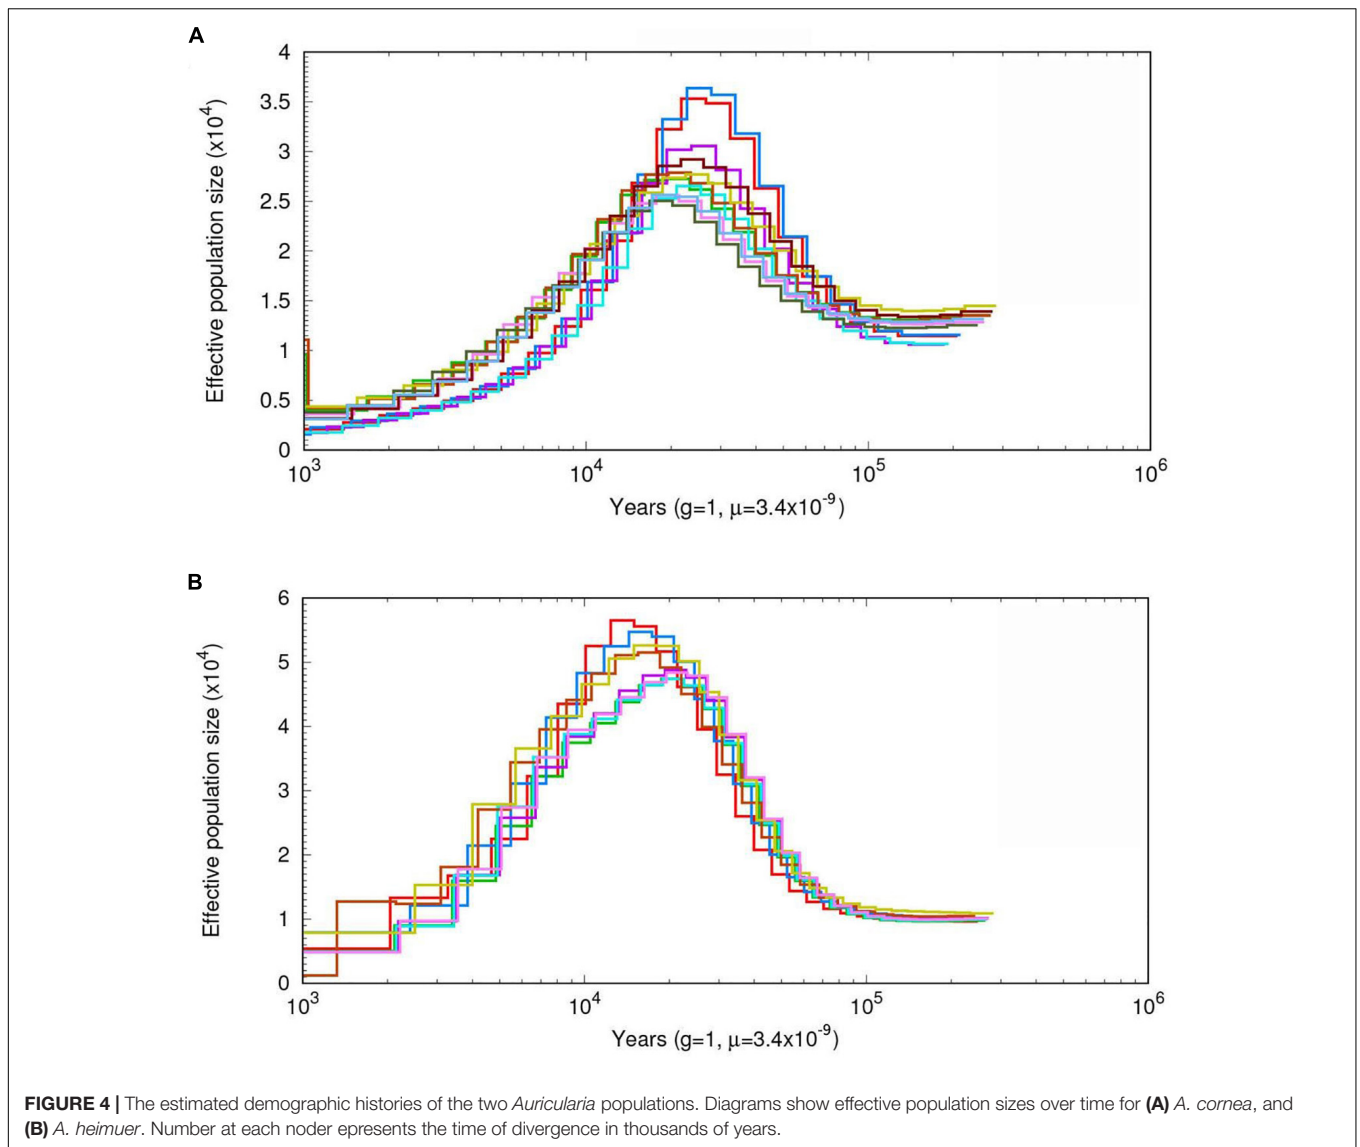 A
4
3.5
3
2.5
2
1.5
1
0.5
0
Effective population size (x10⁴)
10³ 10⁴ 10⁵ 10⁶
Years (g=1, μ=3.4x10⁻⁹)
B
6
5
4
3
2
1
0
Effective population size (x10⁴)
10³ 10⁴ 10⁵ 10⁶
Years (g=1, μ=3.4x10⁻⁹)
FIGURE 4 | The estimated demographic histories of the two Auricularia populations. Diagrams show effective population sizes over time for (A) A. cornea, and
(B) A. heimuer. Number at each noder epresents the time of divergence in thousands of years.